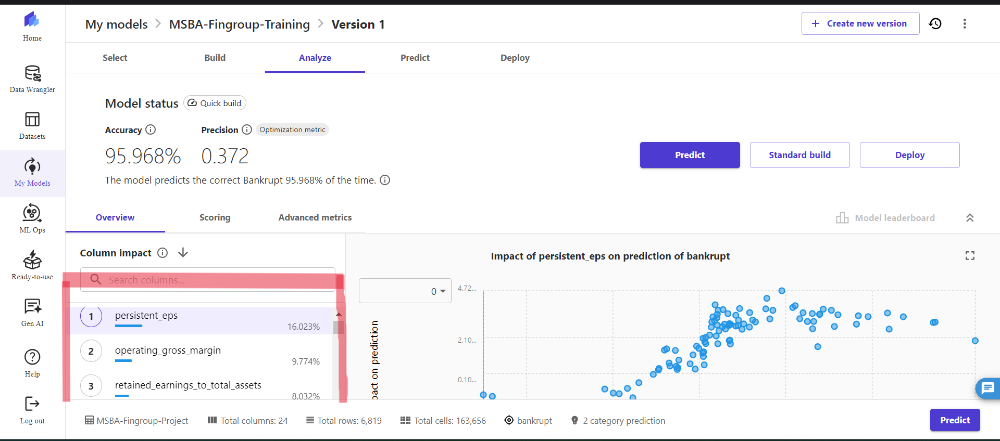 Home
Data Wrangler
Datasets
My Models
ML Ops
Ready-to-use
Gen AI
Help
Log out
My models > MSBA-Fingroup-Training > Version 1
+ Create new version
Select Build Analyze Predict Deploy
Model status Quick build
Accuracy Precision Optimization metric
95.968% 0.372
The model predicts the correct Bankrupt 95.968% of the time.
Predict Standard build Deploy
Overview Scoring Advanced metrics Model leaderboard
Column impact
Search columns...
1 persistent_eps
16.023%
2 operating_gross_margin
9.774%
3 retained_earnings_to_total_assets
8.032%
Impact of persistent_eps on prediction of bankrupt
0
4.72...
2.10...
0.10...
pact on prediction
MSBA-Fingroup-Project Total columns: 24 Total rows: 6,819 Total cells: 163,656 bankrupt 2 category prediction
Predict